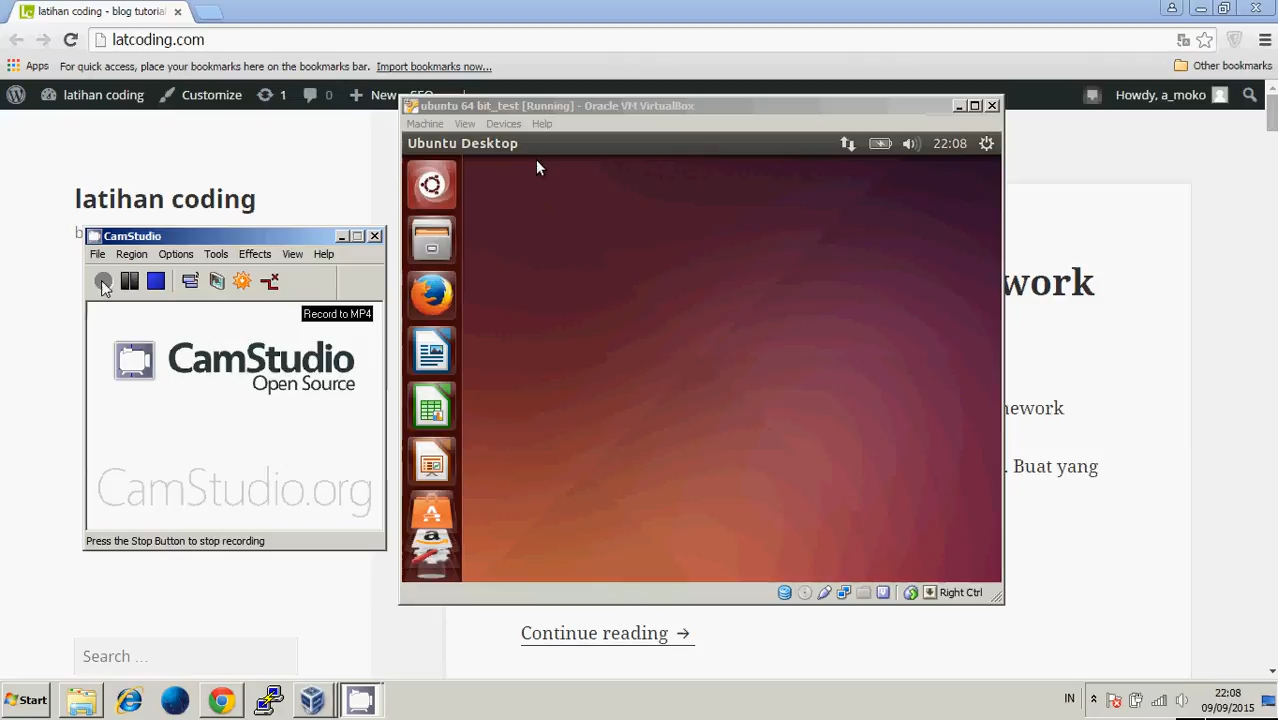 latihan coding - blog tutorial
latcoding.com
Apps
For quick access, place your bookmarks here on the bookmarks bar.
Import bookmarks now...
Other bookmarks
latihan coding
Customize
1
0
New
Howdy, a_moko
latihan coding
ubuntu 64 bit_test [Running] - Oracle VM VirtualBox
Machine View Devices Help
Ubuntu Desktop
22:08
CamStudio
File Region Options Tools Effects View Help
Record to MP4
CamStudio
Open Source
CamStudio.org
Press the Stop Button to stop recording
Right Ctrl
work
ework
. Buat yang
Continue reading →
Search ...
Start
IN
22:08
09/09/2015